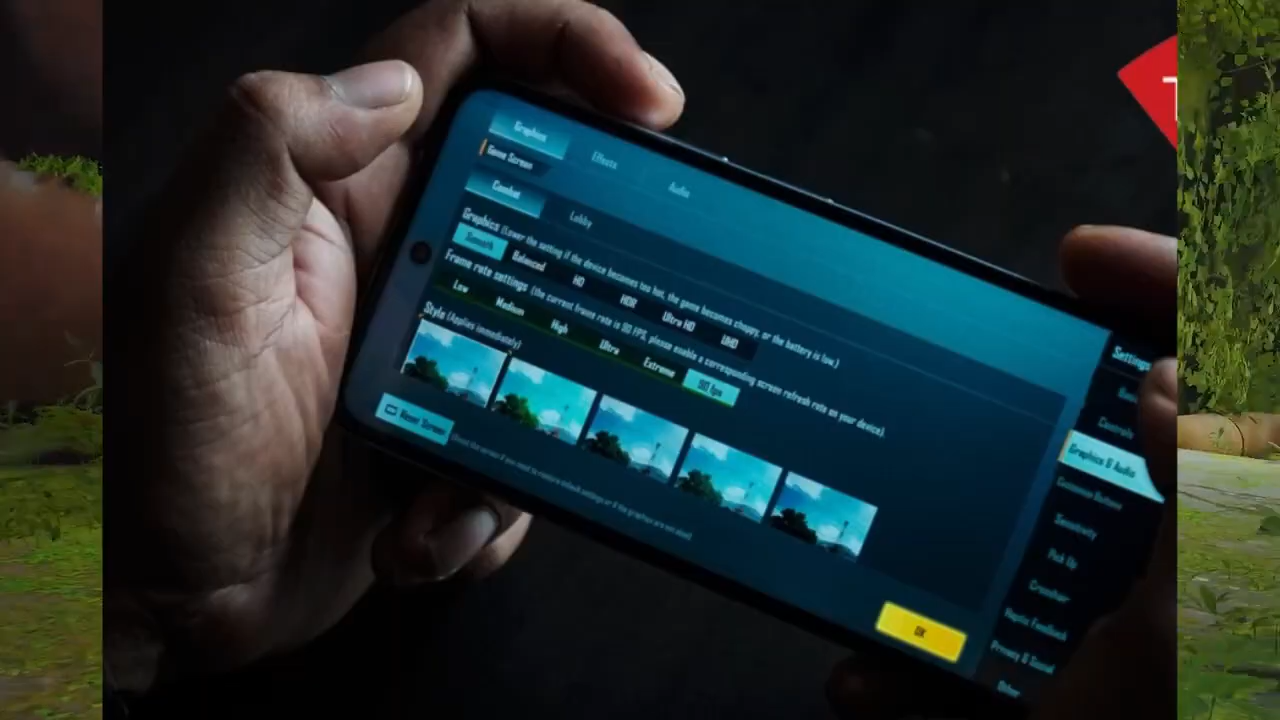 Graphics
Effects
Audio
Game Screen
Combat
Lobby
Graphics (Lower the setting if the device becomes too hot, the game becomes choppy, or the battery is low.)
Smooth
Balanced
HD
HDR
Ultra HD
UHD
Frame rate settings (the current frame rate is 90 FPS, please enable a corresponding screen refresh rate on your device).
Low
Medium
High
Ultra
Extreme
90 fps
Style (Applies immediately)
Reset Screen
OK
Settings
Controls
Graphics & Audio
Sensitivity
Pick Up
Crosshair
Haptic Feedback
Privacy & Social
Other
T